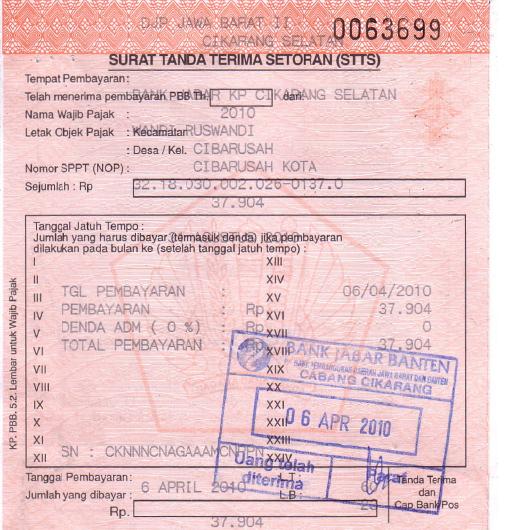 DJP JAWA BARAT II
CIKARANG SELATAN
0063699
SURAT TANDA TERIMA SETORAN (STTS)
Tempat Pembayaran :
Telah menerima pembayaran PBB Th. dari:
BANK JABAR KP CIKARANG SELATAN
2010
Nama Wajib Pajak :
RUSWANDI
Letak Objek Pajak : Kecamatan
CIBARUSAH
: Desa / Kel.
CIBARUSAH KOTA
Nomor SPPT (NOP) :
32.18.030.002.026-0137.0
Sejumlah : Rp
37.904
Tanggal Jatuh Tempo :
Jumlah yang harus dibayar (termasuk denda, jika pembayaran
dilakukan pada bulan ke (setelah tanggal jatuh tempo) :
I XIII
II XIV
III XV
TGL PEMBAYARAN : 06/04/2010
IV XVI
PEMBAYARAN : Rp. 37.904
V XVII
DENDA ADM ( 0 %) : Rp. 0
VI XVIII
TOTAL PEMBAYARAN : Rp. 37.904
VII XIX
VIII XX
IX XXI
X XXII
XI XXIII
XII
SN :
BANK JABAR BANTEN
CABANG CIKARANG
06 APR 2010
Uang telah
diterima
Paraf
Tanggal Pembayaran:
6 APRIL 2010
L.T :
L.B :
Jumlah yang dibayar :
Rp.
37.904
Tanda Terima
dan
Cap Bank/Pos
KP. PBB. 5.2. Lembar untuk Wajib Pajak